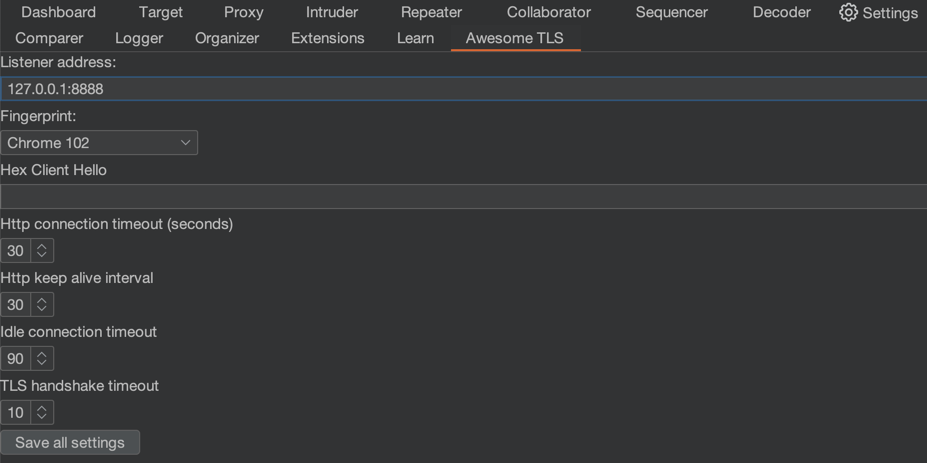 Dashboard Target Proxy Intruder Repeater Collaborator Sequencer Decoder Settings
Comparer Logger Organizer Extensions Learn Awesome TLS
Listener address:
127.0.0.1:8888
Fingerprint:
Chrome 102
Hex Client Hello
Http connection timeout (seconds)
30
Http keep alive interval
30
Idle connection timeout
90
TLS handshake timeout
10
Save all settings